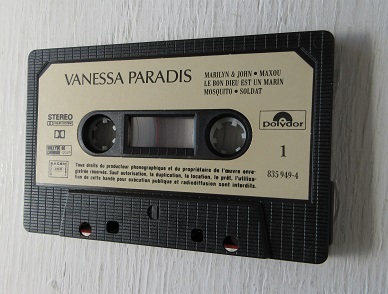 VANESSA PARADIS
MARILYN & JOHN • MAXOU
LE BON DIEU EST UN MARIN
MOSQUITO • SOLDAT
STEREO
Polydor
1
835 949-4
Tous droits du producteur phonographique et du propriétaire de l'œuvre enre-
gistrée réservés. Sauf autorisation, la duplication, la location, le prêt, l'utilisa-
tion de cette bande pour exécution publique et radiodiffusion sont interdits.